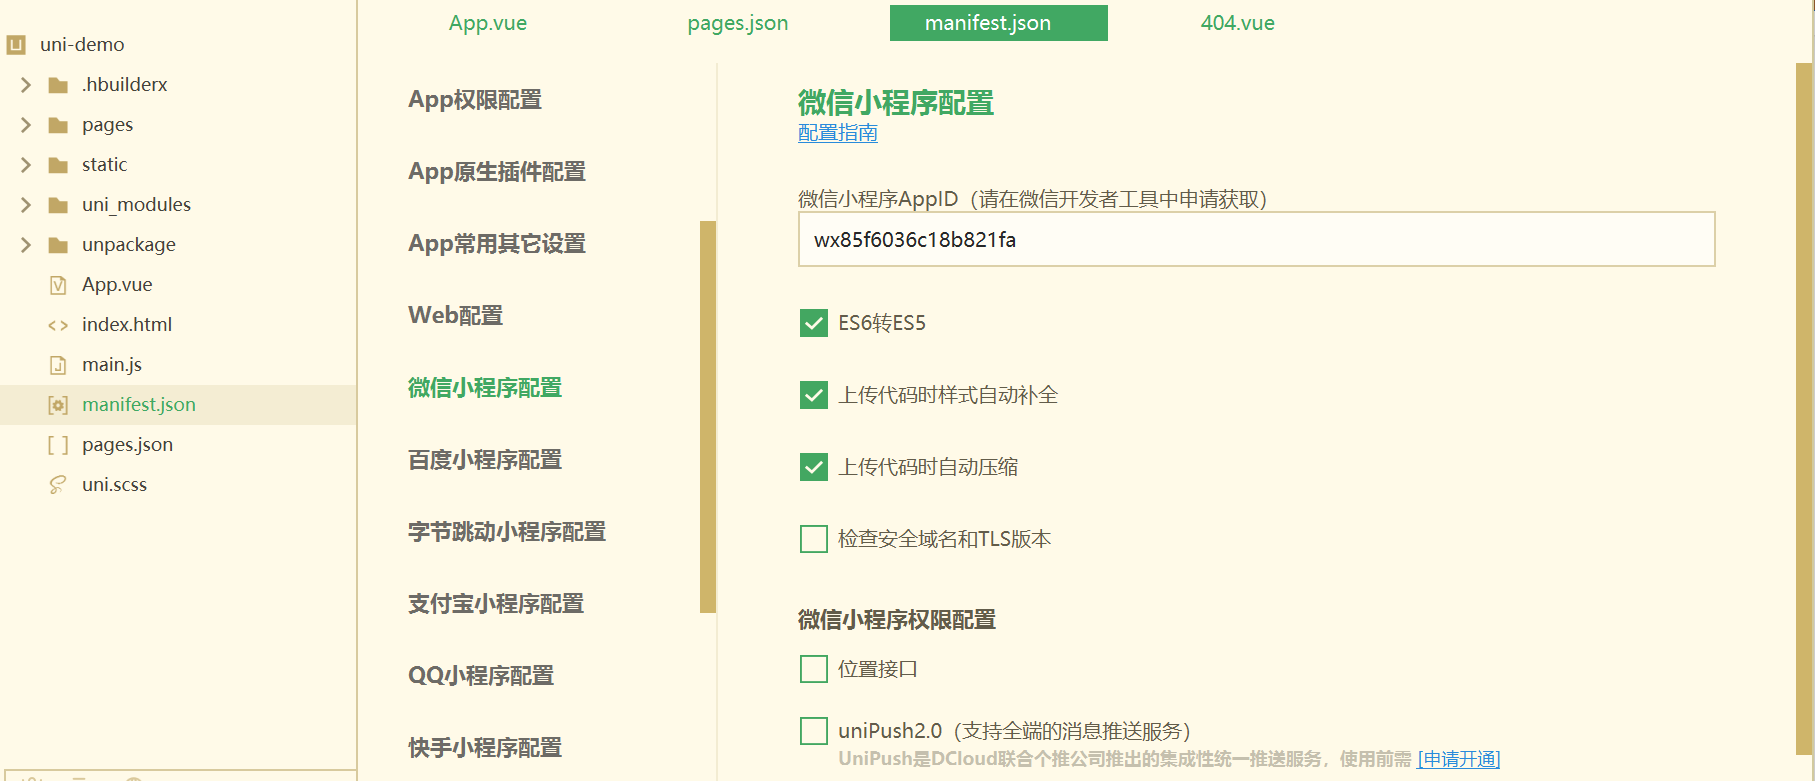 uni-demo
.hbuilderx
pages
static
uni_modules
unpackage
App.vue
index.html
main.js
manifest.json
pages.json
uni.scss
App.vue
pages.json
manifest.json
404.vue
App权限配置
App原生插件配置
App常用其它设置
Web配置
微信小程序配置
百度小程序配置
字节跳动小程序配置
支付宝小程序配置
QQ小程序配置
快手小程序配置
微信小程序配置
配置指南
微信小程序AppID（请在微信开发者工具中申请获取）
wx85f6036c18b821fa
ES6转ES5
上传代码时样式自动补全
上传代码时自动压缩
检查安全域名和TLS版本
微信小程序权限配置
位置接口
uniPush2.0（支持全端的消息推送服务）
UniPush是DCloud联合个推公司推出的集成性统一推送服务，使用前需 [申请开通]